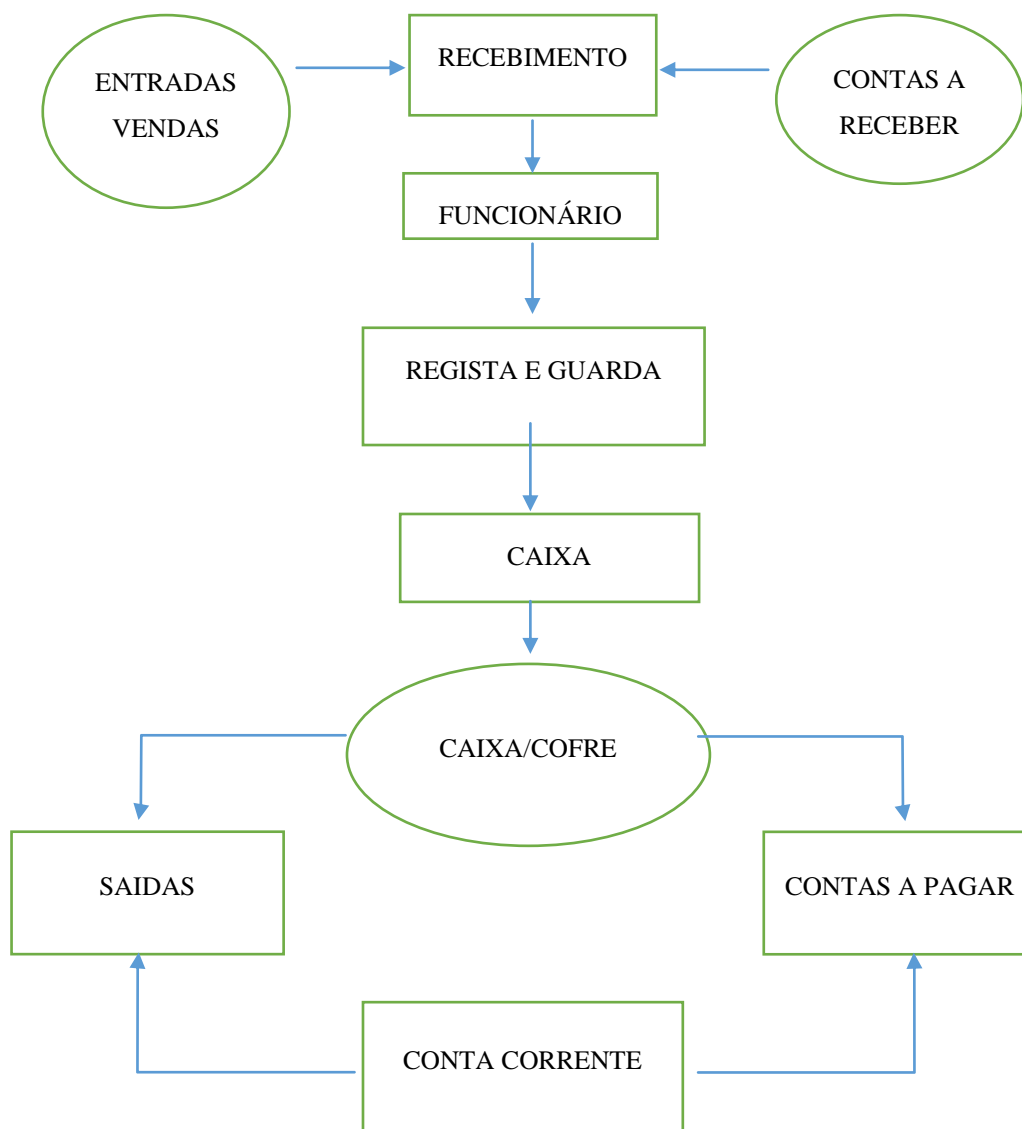 RECEBIMENTO
ENTRADAS
VENDAS
CONTAS A
RECEBER
FUNCIONÁRIO
REGISTA E GUARDA
CAIXA
CAIXA/COFRE
SAIDAS
CONTAS A PAGAR
CONTA CORRENTE